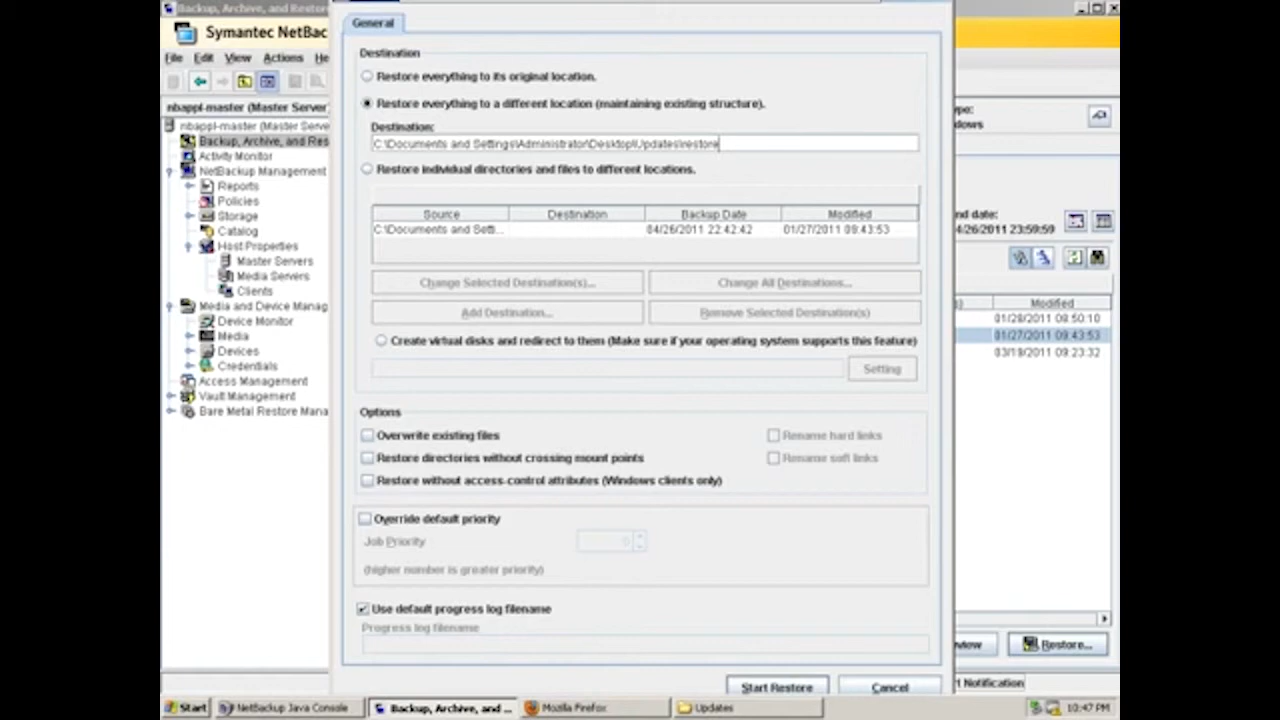 Backup, Archive, and Restore
Symantec NetBac
File Edit View Actions He
nbappl-master (Master Server
nbappl-master (Master Serve
Backup, Archive, and Res
Activity Monitor
NetBackup Management
Reports
Policies
Storage
Catalog
Host Properties
Master Servers
Media Servers
Clients
Media and Device Manag
Device Monitor
Media
Devices
Credentials
Access Management
Vault Management
Bare Metal Restore Mana
General
Destination
Restore everything to its original location.
Restore everything to a different location (maintaining existing structure).
Destination:
C:\Documents and Settings\Administrator\Desktop\Updates\restore
Restore individual directories and files to different locations.
Source Destination Backup Date Modified
C:\Documents and Setti... 04/26/2011 22:42:42 01/27/2011 09:43:53
Change Selected Destination(s)... Change All Destinations...
Add Destination... Remove Selected Destination(s)
Create virtual disks and redirect to them (Make sure if your operating system supports this feature)
Setting
Options
Overwrite existing files Rename hard links
Restore directories without crossing mount points Rename soft links
Restore without access-control attributes (Windows clients only)
Override default priority
Job Priority 0
(higher number is greater priority)
Use default progress log filename
Progress log filename
Start Restore Cancel
ype:
dows
nd date:
4/26/2011 23:59:59
Modified
01/28/2011 09:50:10
01/27/2011 09:43:53
03/19/2011 09:23:32
view Restore...
t Notification
Start NetBackup Java Console Backup, Archive, and ... Mozilla Firefox Updates 10:47 PM